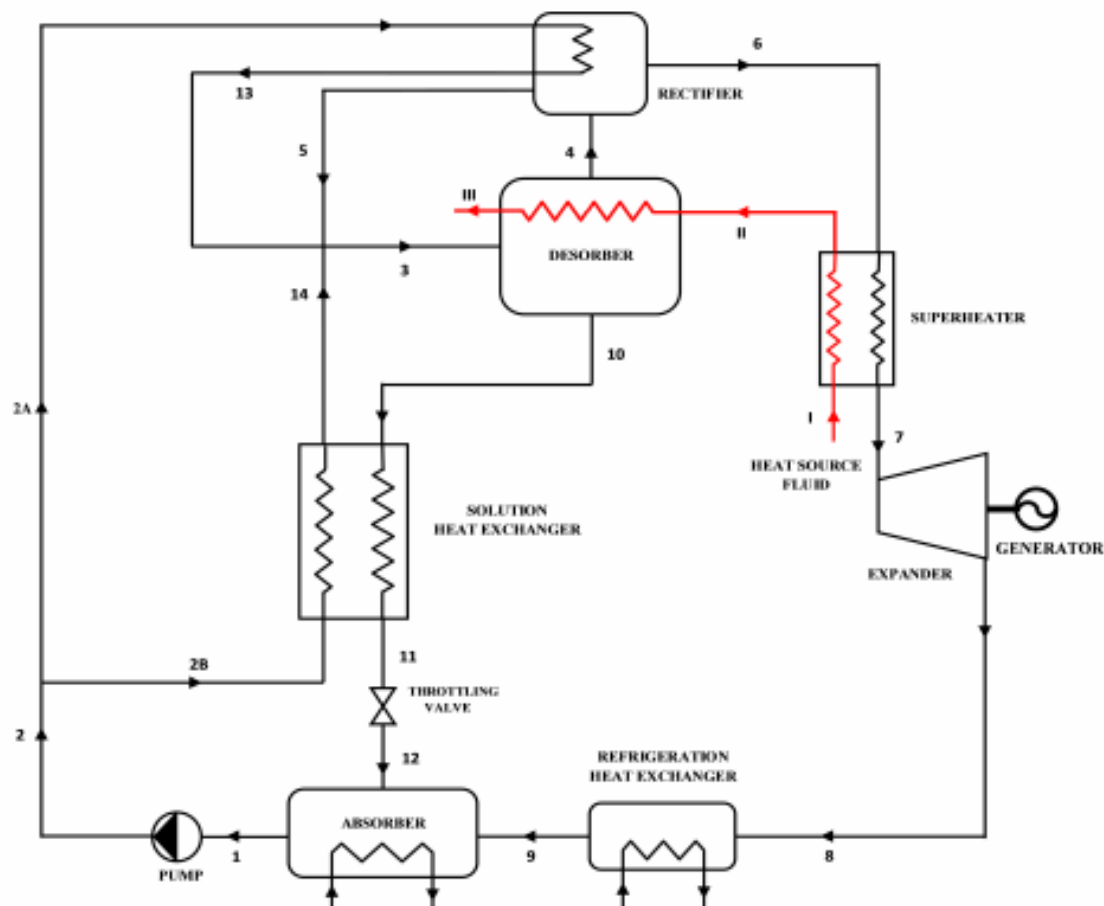 6
13
RECTIFIER
5
4
III
II
DESORBER
3
14
SUPERHEATER
10
2A
I
7
HEAT SOURCE
FLUID
SOLUTION
HEAT EXCHANGER
GENERATOR
EXPANDER
2B
11
THROTTLING
VALVE
2
12
REFRIGERATION
HEAT EXCHANGER
ABSORBER
1
9
8
PUMP